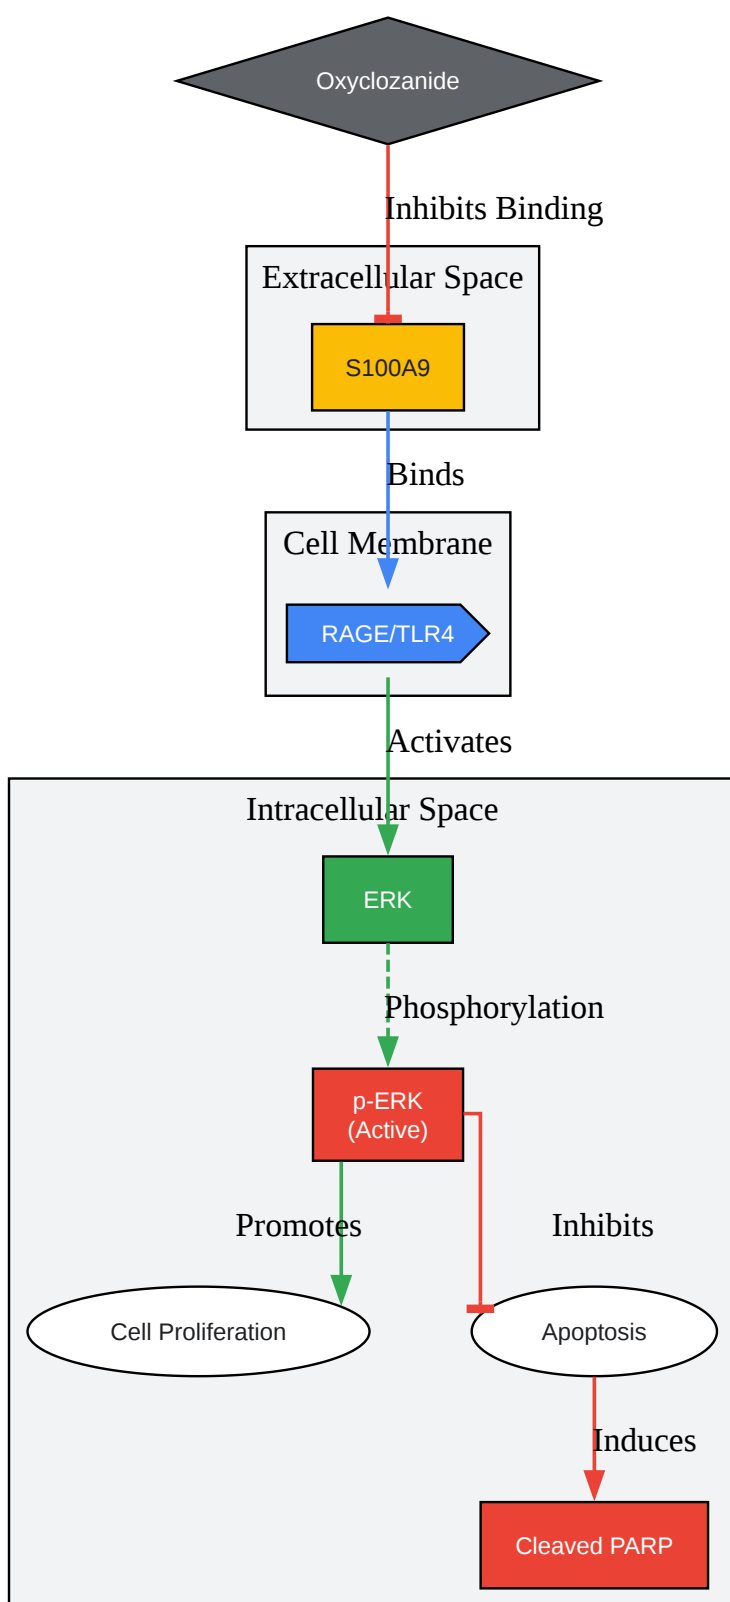 Oxyclozanide
Inhibits Binding
Extracellular Space
S100A9
Binds
Cell Membrane
RAGE/TLR4
Activates
Intracellular Space
ERK
Phosphorylation
p-ERK
(Active)
Promotes
Inhibits
Cell Proliferation
Apoptosis
Induces
Cleaved PARP